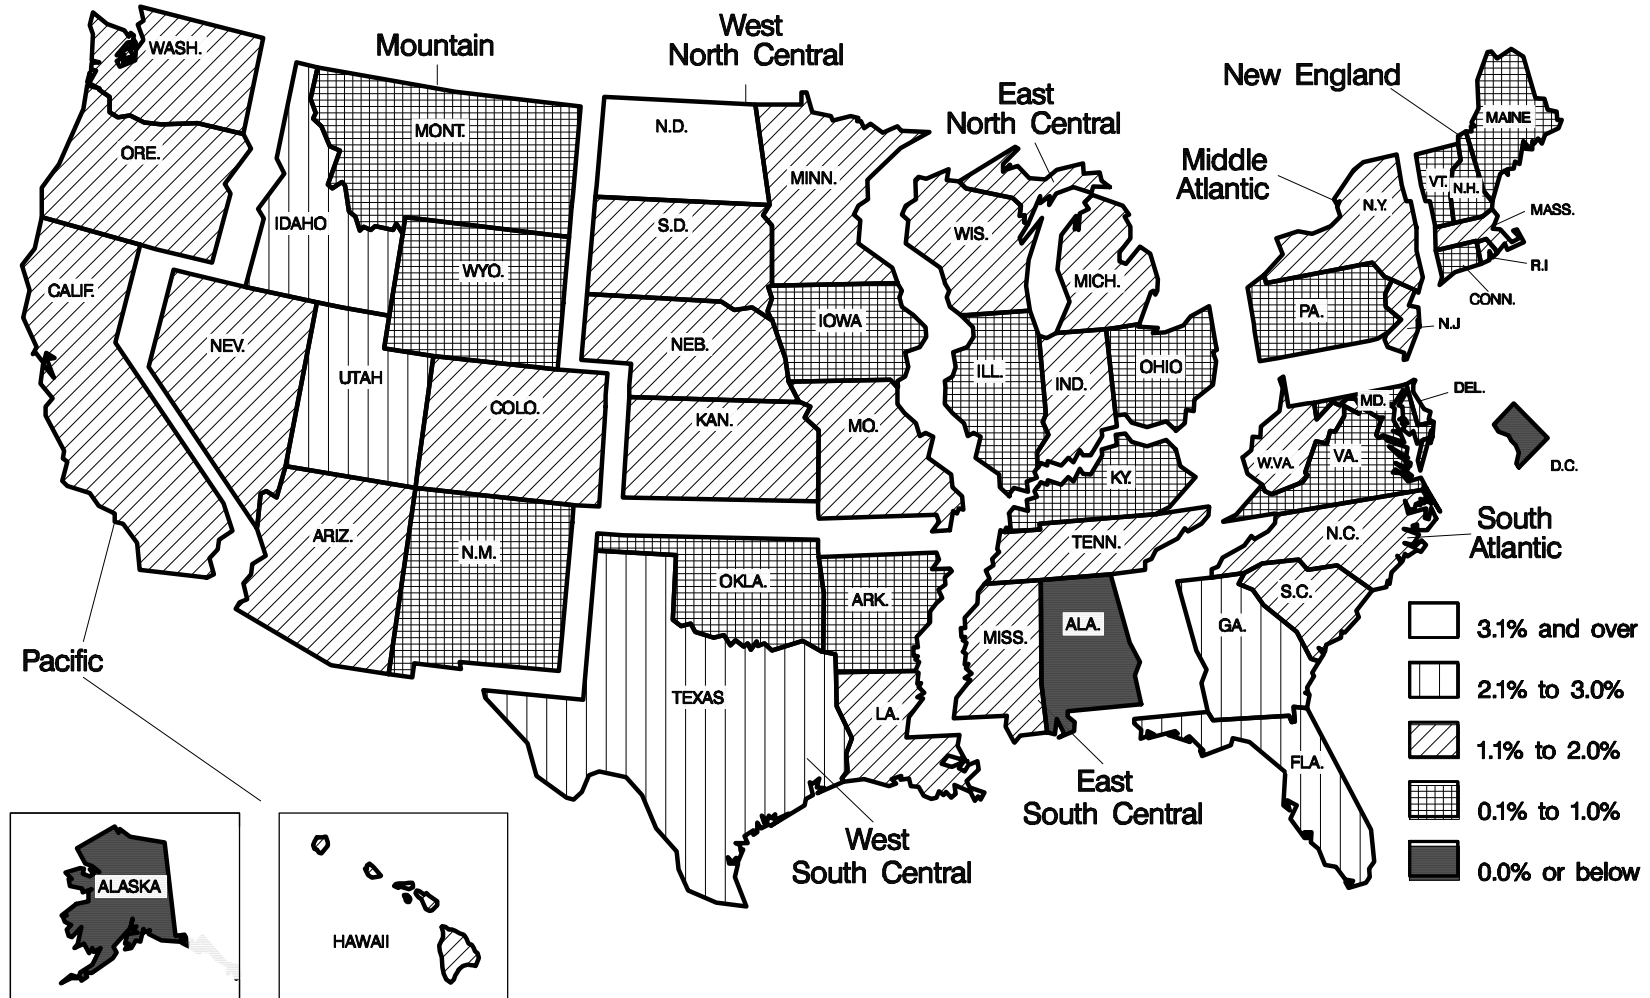 West
North Central
Mountain
New England
East
North Central
Middle
Atlantic
WASH.
ORE.
MONT.
N.D.
MINN.
MAINE
IDAHO
S.D.
WIS.
VT.
N.H.
N.Y.
MASS.
WYO.
MICH.
R.I
CALIF.
IOWA
CONN.
PA.
N.J
NEV.
NEB.
UTAH
ILL.
IND.
OHIO
COLO.
KAN.
MO.
MD.
DEL.
W.VA.
VA.
D.C.
KY.
ARIZ.
N.M.
TENN.
N.C.
South
Atlantic
OKLA.
ARK.
S.C.
MISS.
ALA.
GA.
Pacific
TEXAS
LA.
FLA.
East
South Central
West
South Central
ALASKA
HAWAII
3.1% and over
2.1% to 3.0%
1.1% to 2.0%
0.1% to 1.0%
0.0% or below